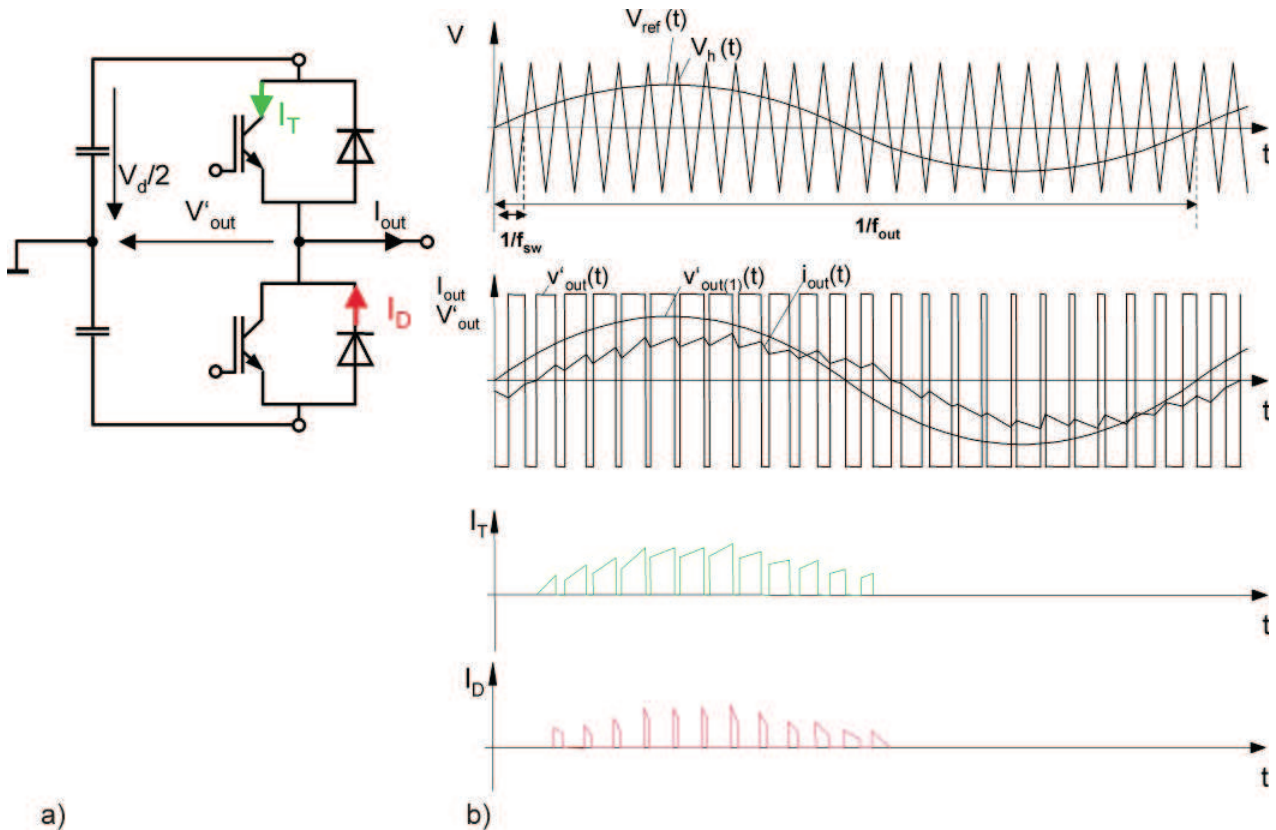 I_T
V_d/2
V'_out
I_out
I_D
a)
V
V_ref(t)
V_h(t)
t
1/f_sw
1/f_out
I_out
V'_out
v'_out(t)
v'_out(1)(t)
i_out(t)
t
I_T
t
I_D
t
b)